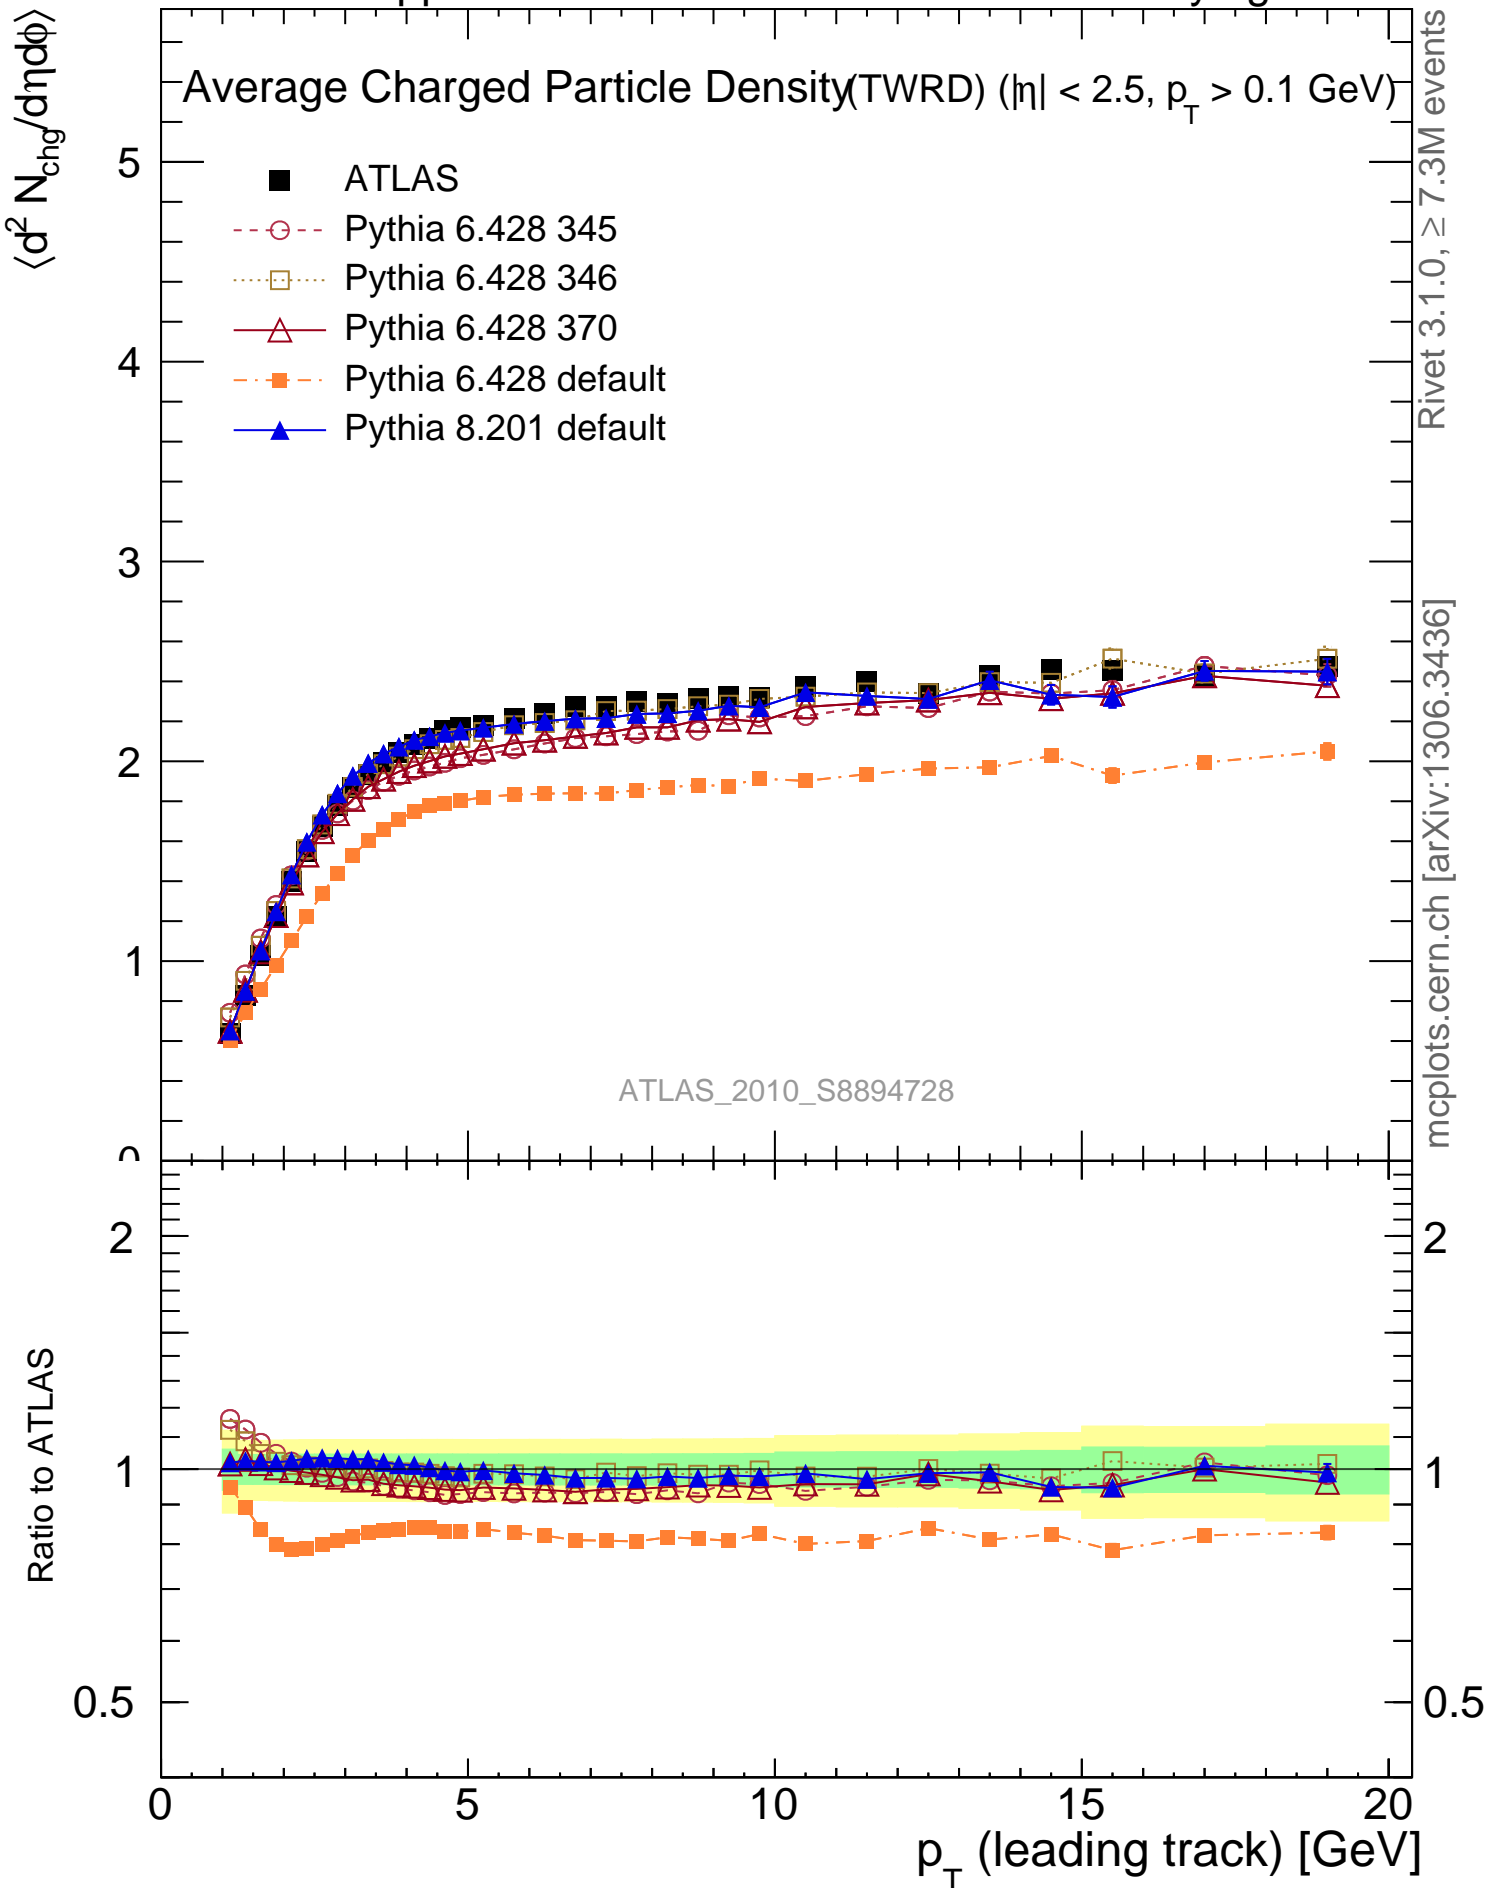 Average Charged Particle Density (TWRD) (|η| < 2.5, p_T > 0.1 GeV)
⟨d² N_chg/dηdϕ⟩
ATLAS
Pythia 6.428 345
Pythia 6.428 346
Pythia 6.428 370
Pythia 6.428 default
Pythia 8.201 default
5
4
3
2
1
0
ATLAS_2010_S8894728
Rivet 3.1.0, ≥ 7.3M events
mcplots.cern.ch [arXiv:1306.3436]
Ratio to ATLAS
2
1
0.5
2
1
0.5
0
5
10
15
20
p_T (leading track) [GeV]